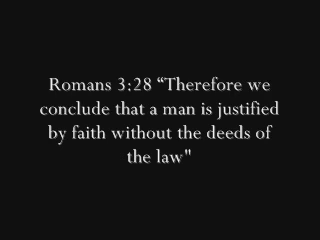 Romans 3:28 “Therefore we
conclude that a man is justified
by faith without the deeds of
the law"